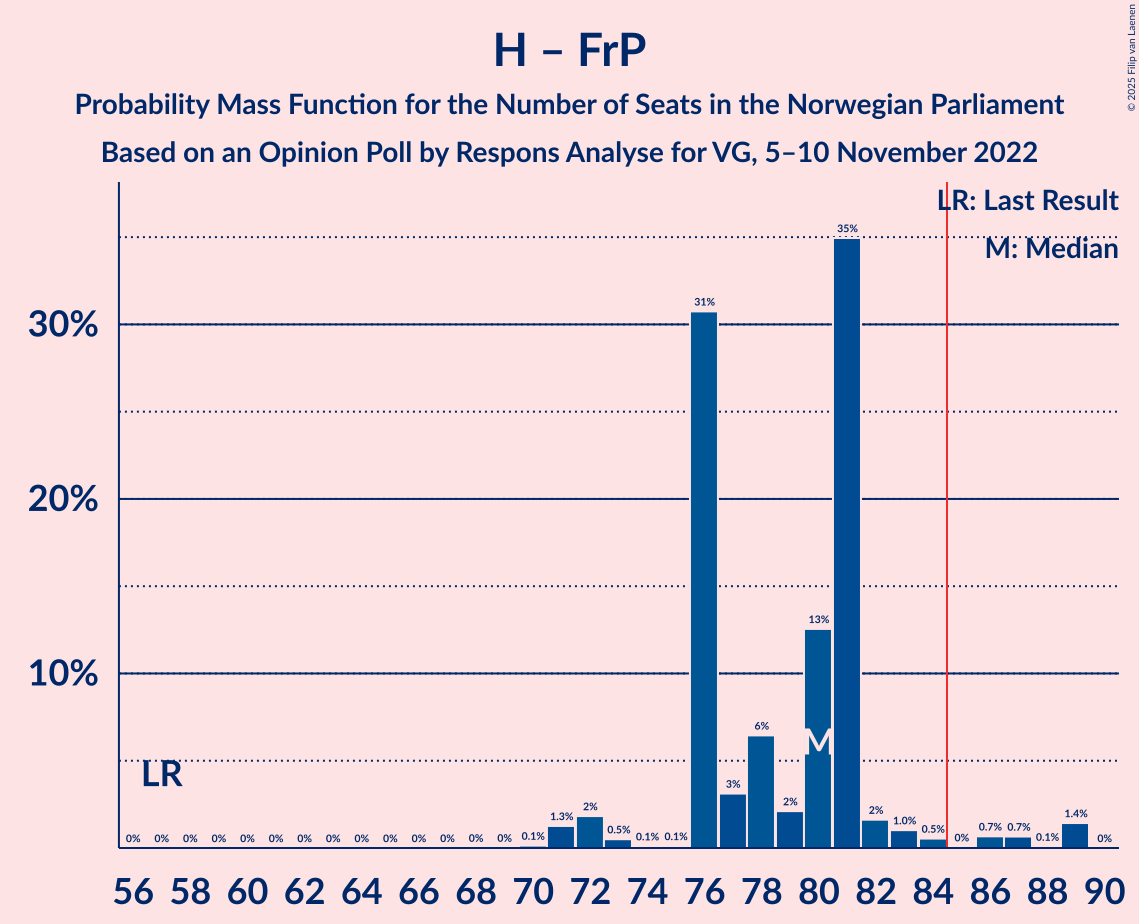 © 2025 Filip van Laenen
H – FrP
Probability Mass Function for the Number of Seats in the Norwegian Parliament
Based on an Opinion Poll by Respons Analyse for VG, 5–10 November 2022
LR: Last Result
M: Median
35%
31%
30%
20%
13%
10%
M
6%
LR
3%
2%
0% 0% 0% 0% 0% 0% 0% 0% 0% 0% 0% 0% 0% 0% 0.1% 1.3% 2% 0.5% 0.1% 0.1% 2% 1.0% 0.5% 0% 0.7% 0.7% 0.1% 1.4% 0%
56 58 60 62 64 66 68 70 72 74 76 78 80 82 84 86 88 90